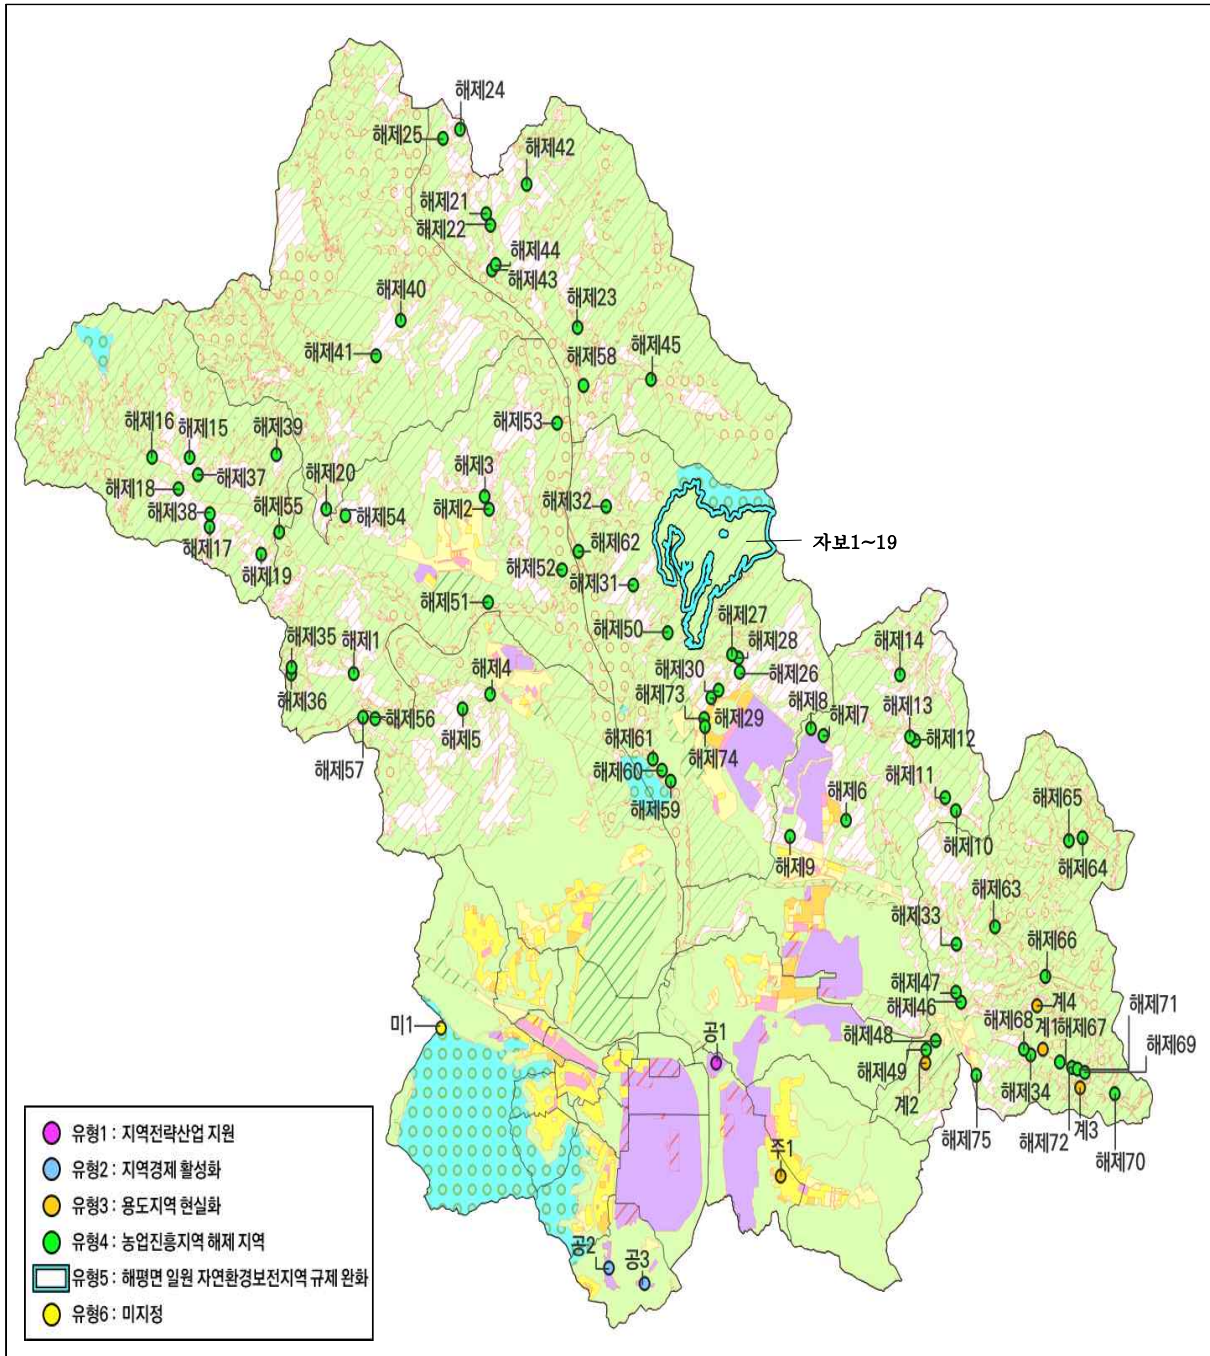 해제24
해제25
해제42
해제21
해제22
해제44
해제43
해제40
해제23
해제41
해제58
해제45
해제53
해제16
해제15
해제39
해제3
해제37
해제20
해제2
해제32
해제18
해제38
해제55
해제54
자보1~19
해제17
해제62
해제19
해제52
해제31
해제51
해제27
해제50
해제28
해제35
해제1
해제14
해제4
해제30
해제26
해제36
해제73
해제8
해제13
해제56
해제5
해제29
해제7
해제12
해제57
해제61
해제74
해제60
해제11
해제59
해제6
해제65
해제10
해제9
해제64
해제63
해제33
해제66
해제47
해제46
계4
해제71
미1
해제48
해제68
계1
해제67
해제69
공1
해제49
해제34
계2
해제75
해제72
계3
해제70
주1
공2
공3
유형1 : 지역전략산업 지원
유형2 : 지역경제 활성화
유형3 : 용도지역 현실화
유형4 : 농업진흥지역 해제 지역
유형5 : 해평면 일원 자연환경보전지역 규제 완화
유형6 : 미지정